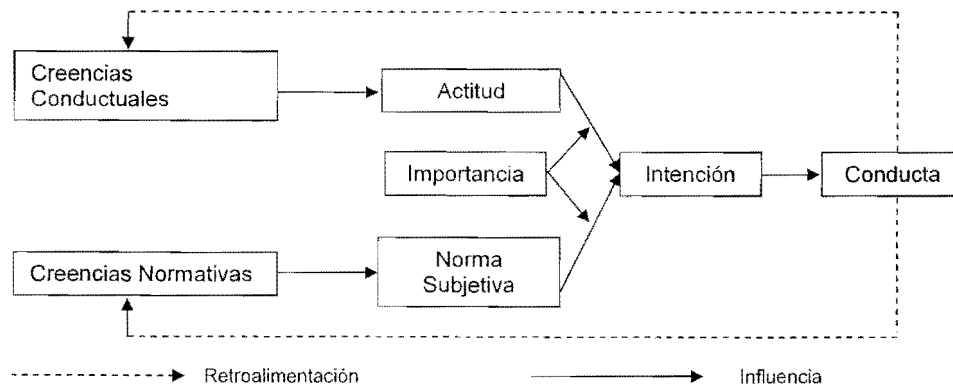 Creencias
Conductuales
Actitud
Importancia
Intención
Conducta
Creencias Normativas
Norma
Subjetiva
Retroalimentación
Influencia